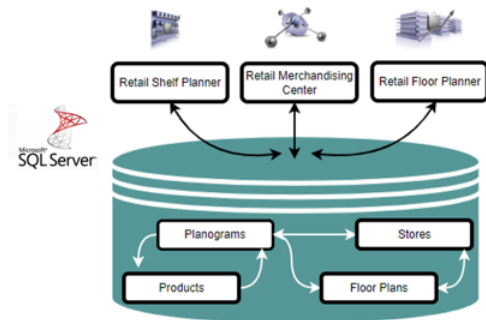 Retail Shelf Planner
Retail Merchandising
Center
Retail Floor Planner
Microsoft®
SQL Server
Planograms
Stores
Products
Floor Plans